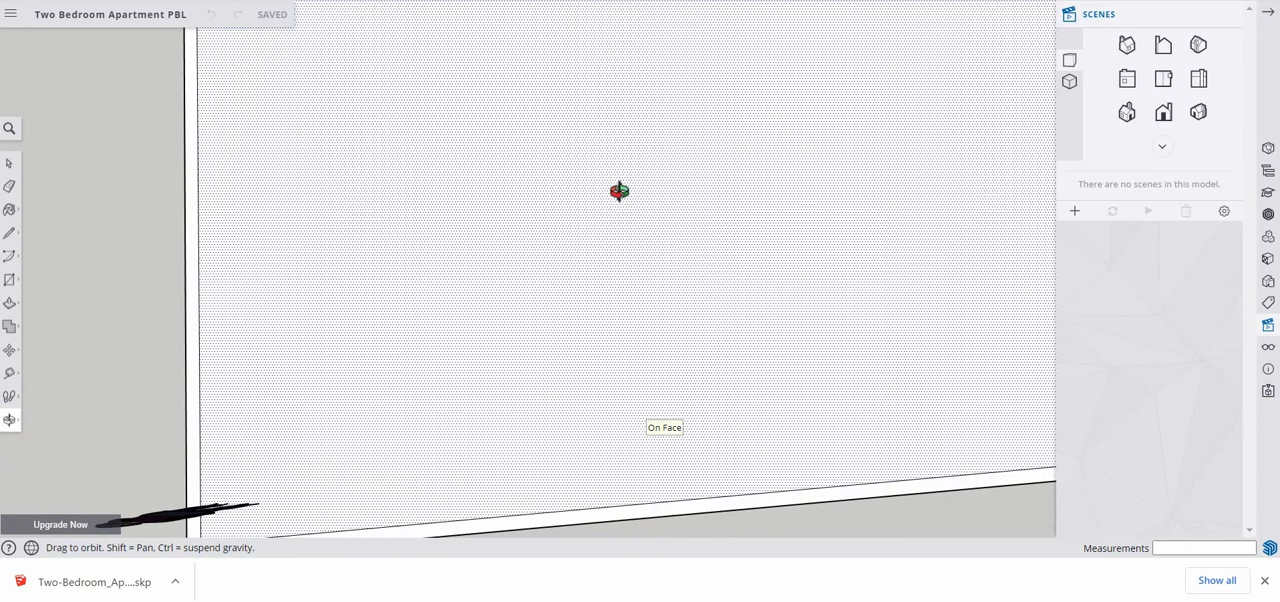 Two Bedroom Apartment PBL
SAVED
SCENES
There are no scenes in this model.
On Face
Upgrade Now
Drag to orbit. Shift = Pan, Ctrl = suspend gravity.
Measurements
Two-Bedroom_Ap....skp
Show all